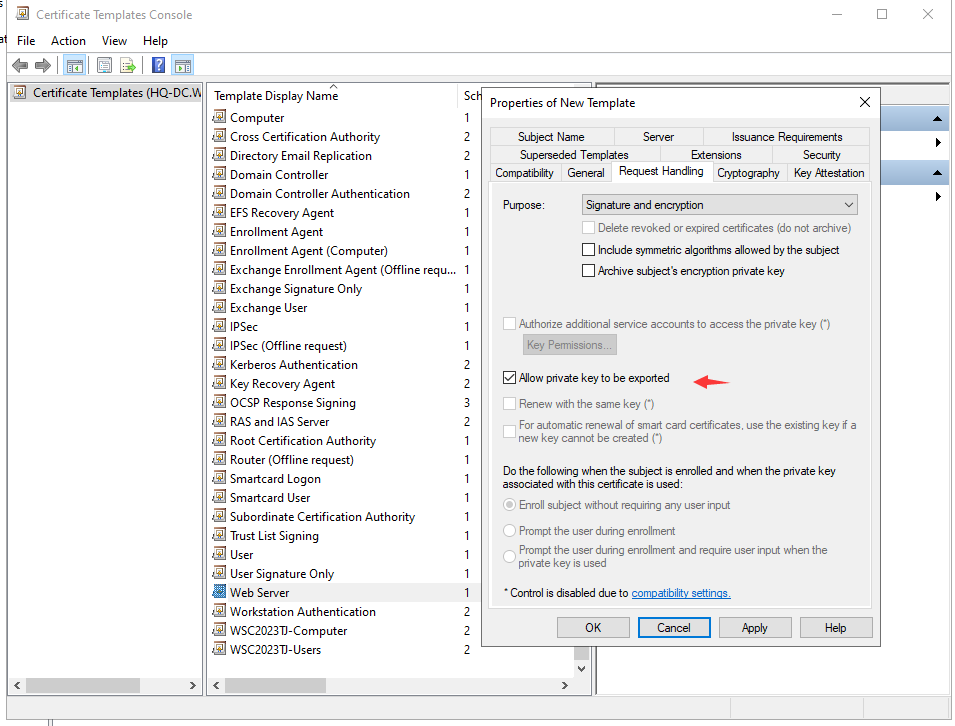 Certificate Templates Console
File Action View Help
Certificate Templates (HQ-DC.W
Template Display Name
Sch
Computer 1
Cross Certification Authority 2
Directory Email Replication 2
Domain Controller 1
Domain Controller Authentication 2
EFS Recovery Agent 1
Enrollment Agent 1
Enrollment Agent (Computer) 1
Exchange Enrollment Agent (Offline requ... 1
Exchange Signature Only 1
Exchange User 1
IPSec 1
IPSec (Offline request) 1
Kerberos Authentication 2
Key Recovery Agent 2
OCSP Response Signing 3
RAS and IAS Server 2
Root Certification Authority 1
Router (Offline request) 1
Smartcard Logon 1
Smartcard User 1
Subordinate Certification Authority 1
Trust List Signing 1
User 1
User Signature Only 1
Web Server 1
Workstation Authentication 2
WSC2023TJ-Computer 2
WSC2023TJ-Users 2
Properties of New Template
Subject Name Server Issuance Requirements
Superseded Templates Extensions Security
Compatibility General Request Handling Cryptography Key Attestation
Purpose: Signature and encryption
Delete revoked or expired certificates (do not archive)
Include symmetric algorithms allowed by the subject
Archive subject's encryption private key
Authorize additional service accounts to access the private key (*)
Key Permissions...
Allow private key to be exported
Renew with the same key (*)
For automatic renewal of smart card certificates, use the existing key if a
new key cannot be created (*)
Do the following when the subject is enrolled and when the private key
associated with this certificate is used:
Enroll subject without requiring any user input
Prompt the user during enrollment
Prompt the user during enrollment and require user input when the
private key is used
* Control is disabled due to compatibility settings.
OK Cancel Apply Help